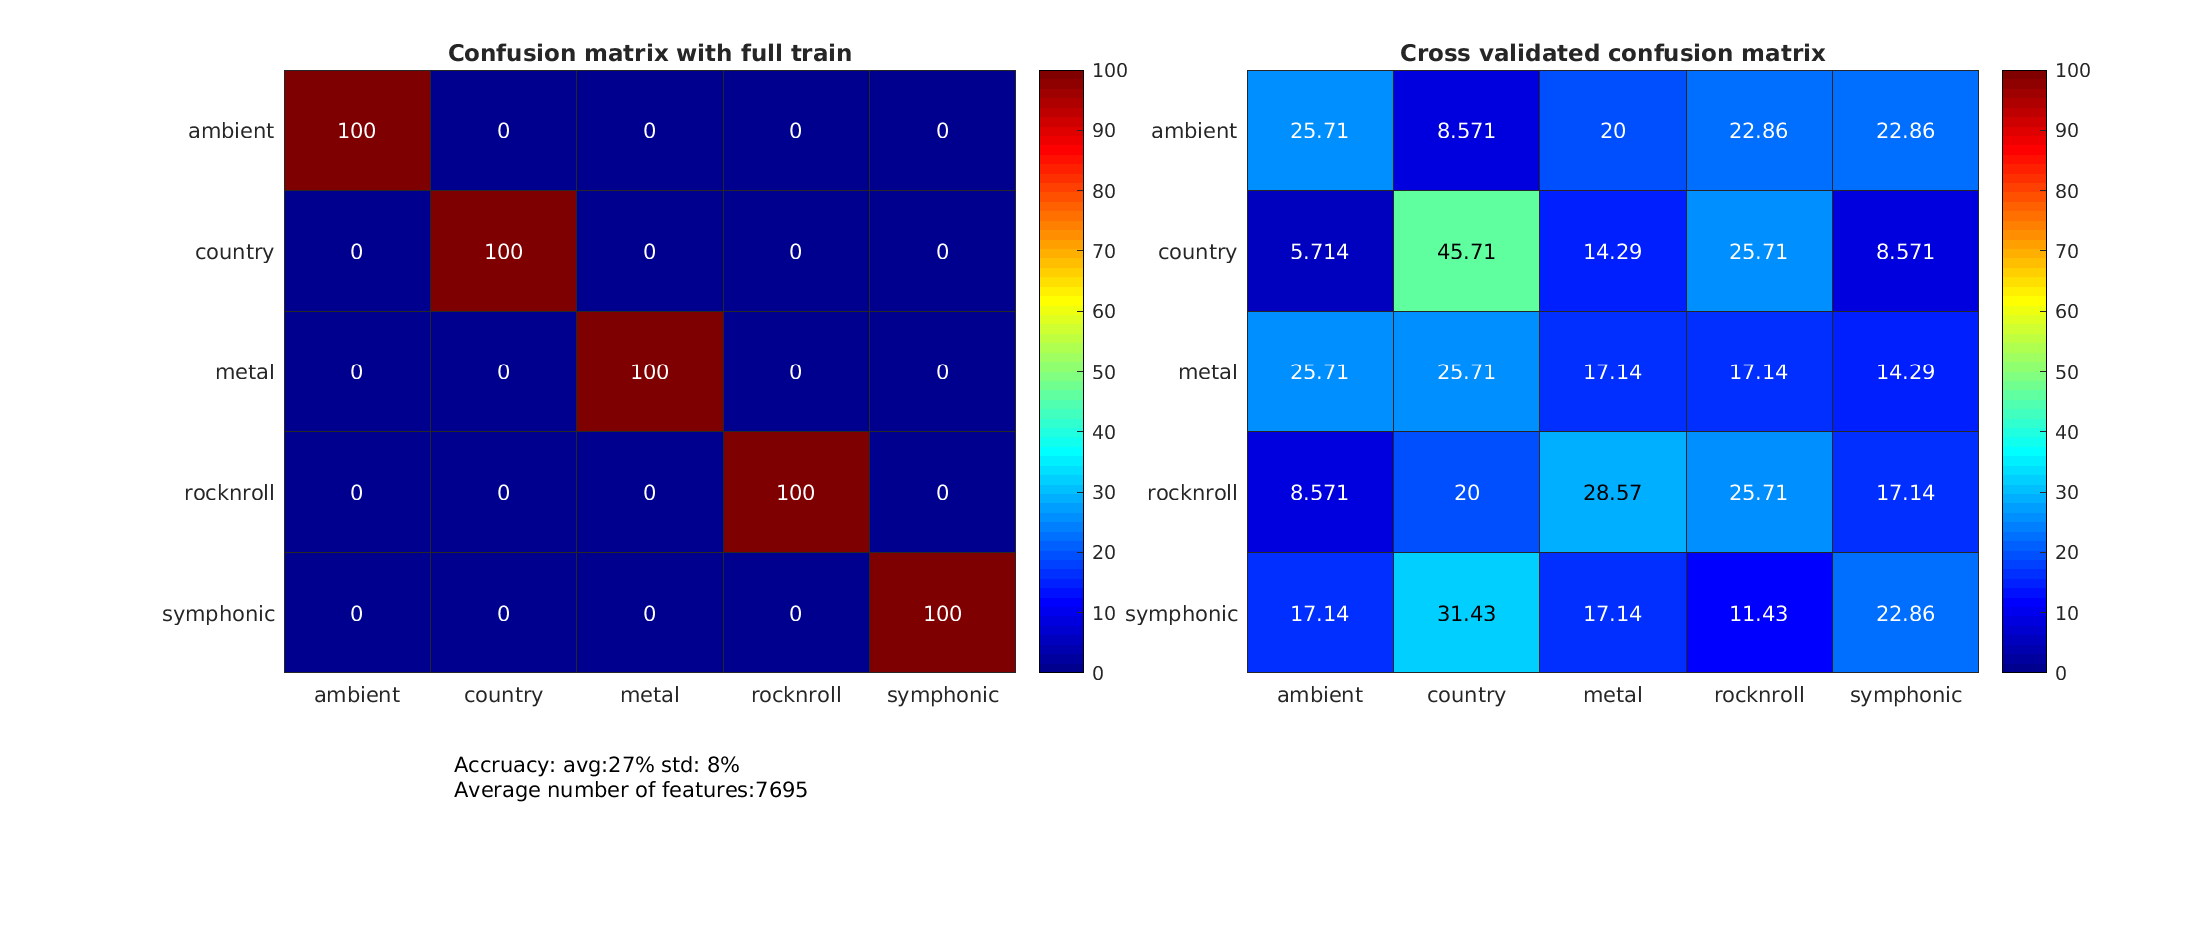 Confusion matrix with full train
ambient 100 0 0 0 0
country 0 100 0 0 0
metal 0 0 100 0 0
rocknroll 0 0 0 100 0
symphonic 0 0 0 0 100
ambient country metal rocknroll symphonic
100
90
80
70
60
50
40
30
20
10
0
Cross validated confusion matrix
ambient 25.71 8.571 20 22.86 22.86
country 5.714 45.71 14.29 25.71 8.571
metal 25.71 25.71 17.14 17.14 14.29
rocknroll 8.571 20 28.57 25.71 17.14
symphonic 17.14 31.43 17.14 11.43 22.86
ambient country metal rocknroll symphonic
100
90
80
70
60
50
40
30
20
10
0
Accruacy: avg:27% std: 8%
Average number of features:7695